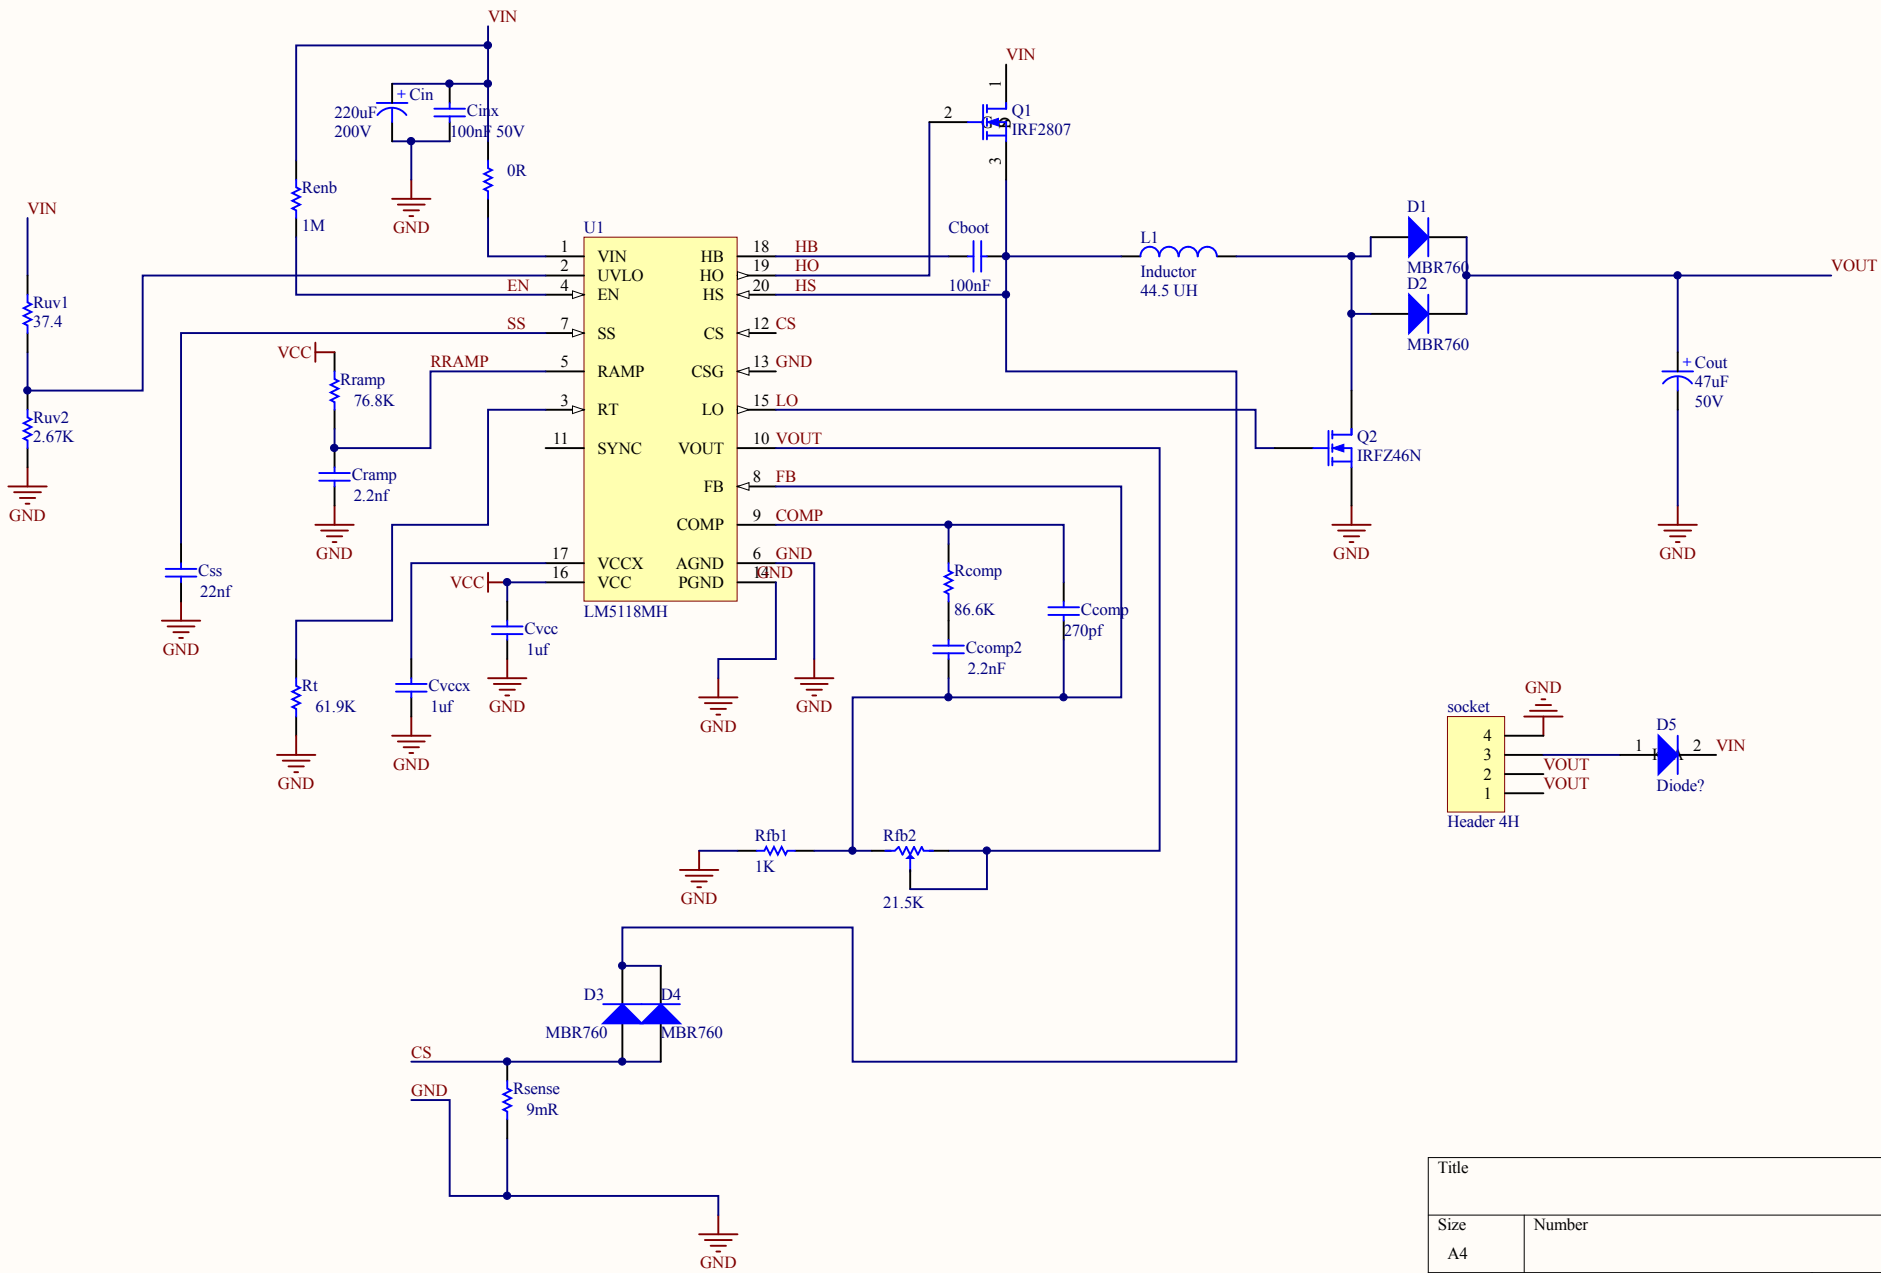 VIN
+ Cin
220uF
200V
Cinx
100nF 50V
GND
0R
Renb
1M
VIN
Ruv1
37.4
Ruv2
2.67K
GND
VIN
1
2
3
Q1
IRF2807
U1
1 VIN
2 UVLO
EN 4 EN
SS 7 SS
RRAMP 5 RAMP
3 RT
11 SYNC
17 VCCX
16 VCC
HB 18 HB
HO 19 HO
HS 20 HS
CS 12 CS
CSG 13 GND
LO 15 LO
VOUT 10 VOUT
FB 8 FB
COMP 9 COMP
AGND 6 GND
PGND 14 GND
LM5118MH
Cboot
100nF
L1
Inductor
44.5 UH
D1
MBR760
D2
MBR760
VOUT
+ Cout
47uF
50V
GND
Q2
IRFZ46N
GND
VCC
Rramp
76.8K
Cramp
2.2nf
GND
Css
22nf
GND
VCC
Cvcc
1uf
GND
Cvccx
1uf
GND
Rt
61.9K
GND
GND
GND
Rcomp
86.6K
Ccomp2
2.2nF
Ccomp
270pf
socket
GND
4
3
2 VOUT
1 VOUT
Header 4H
D5
1 2 VIN
Diode?
Rfb1
1K
GND
Rfb2
21.5K
D3
MBR760
D4
MBR760
CS
GND
Rsense
9mR
GND
Title
Size
A4
Number